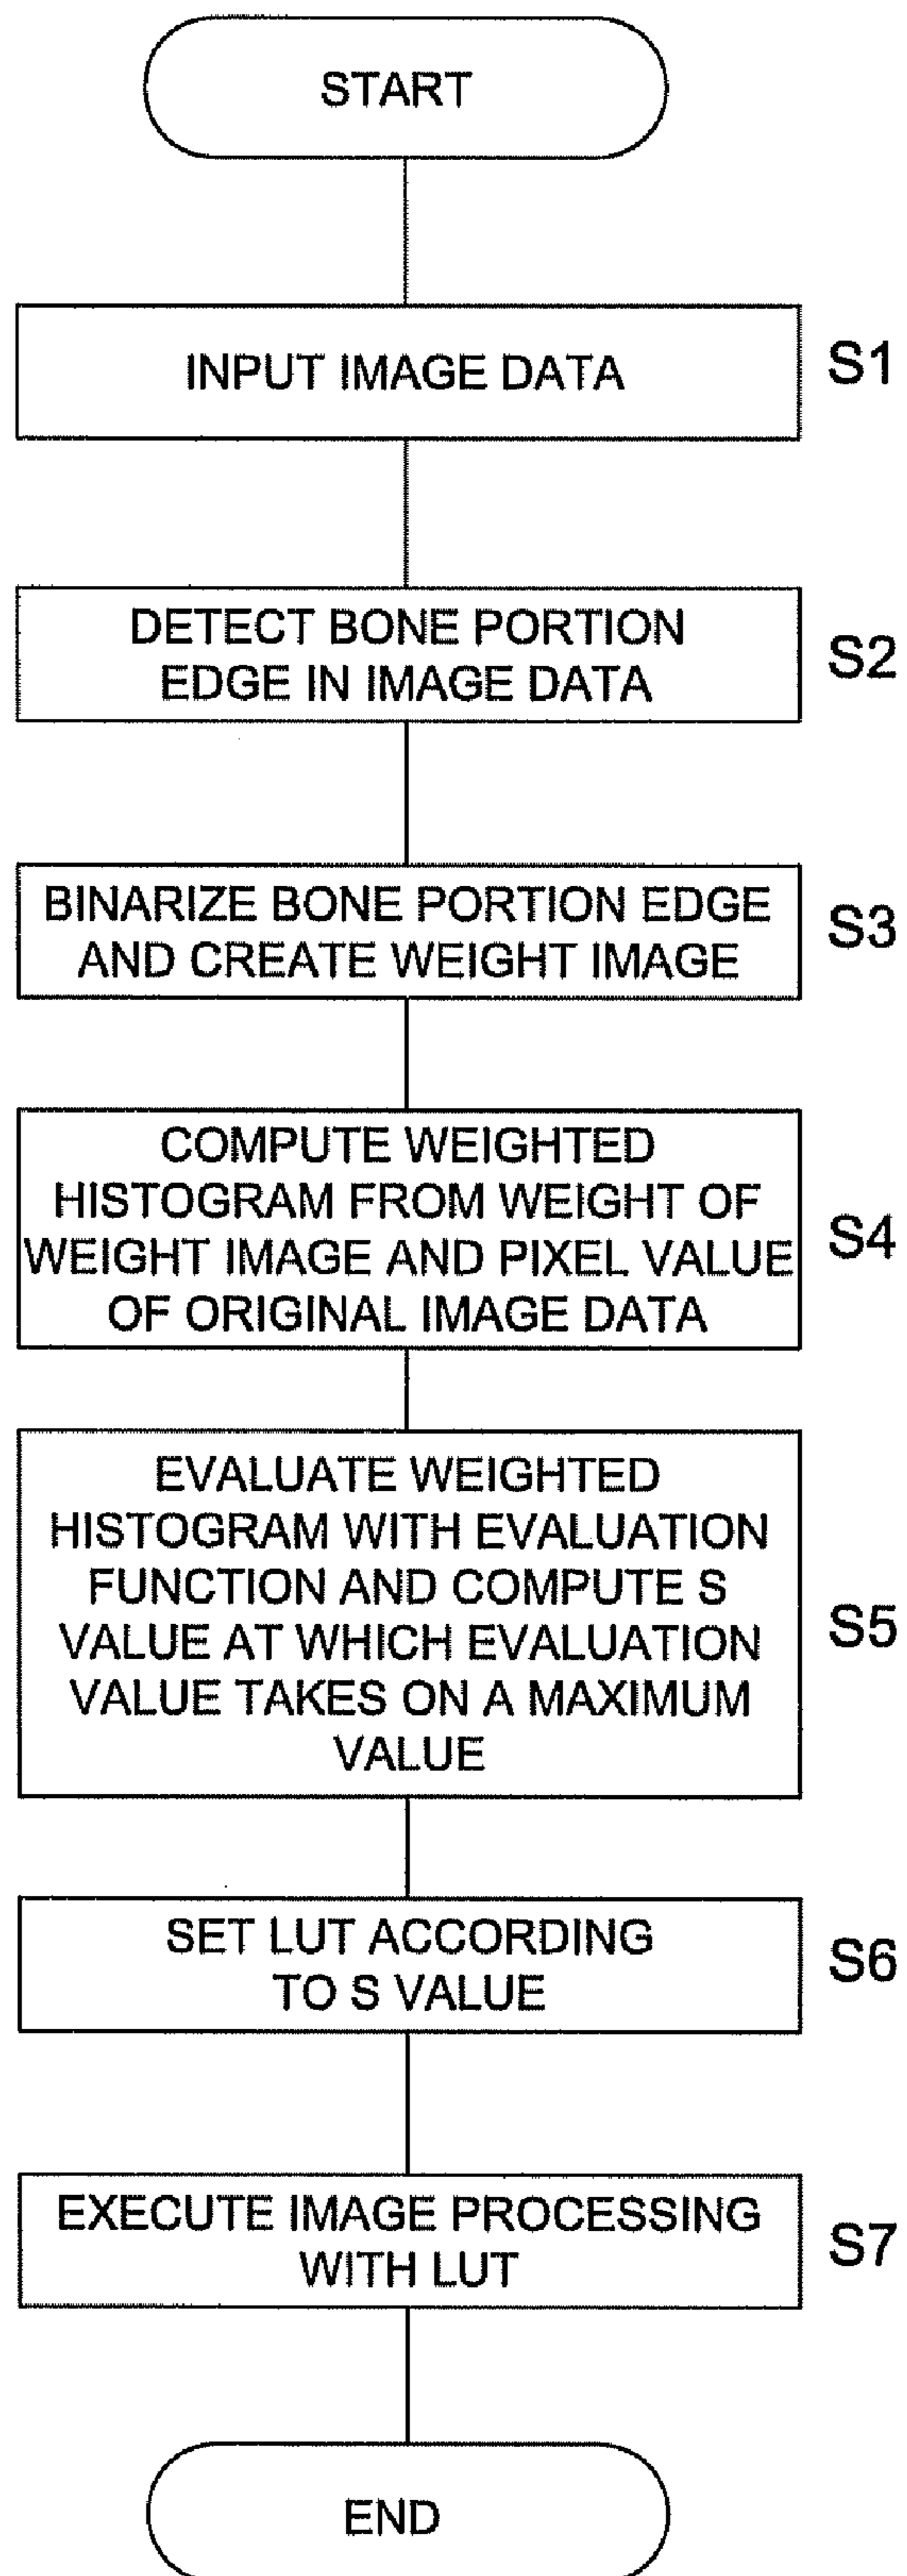 START
INPUT IMAGE DATA
S1
DETECT BONE PORTION
EDGE IN IMAGE DATA
S2
BINARIZE BONE PORTION EDGE
AND CREATE WEIGHT IMAGE
S3
COMPUTE WEIGHTED
HISTOGRAM FROM WEIGHT OF
WEIGHT IMAGE AND PIXEL VALUE
OF ORIGINAL IMAGE DATA
S4
EVALUATE WEIGHTED
HISTOGRAM WITH EVALUATION
FUNCTION AND COMPUTE S
VALUE AT WHICH EVALUATION
VALUE TAKES ON A MAXIMUM
VALUE
S5
SET LUT ACCORDING
TO S VALUE
S6
EXECUTE IMAGE PROCESSING
WITH LUT
S7
END